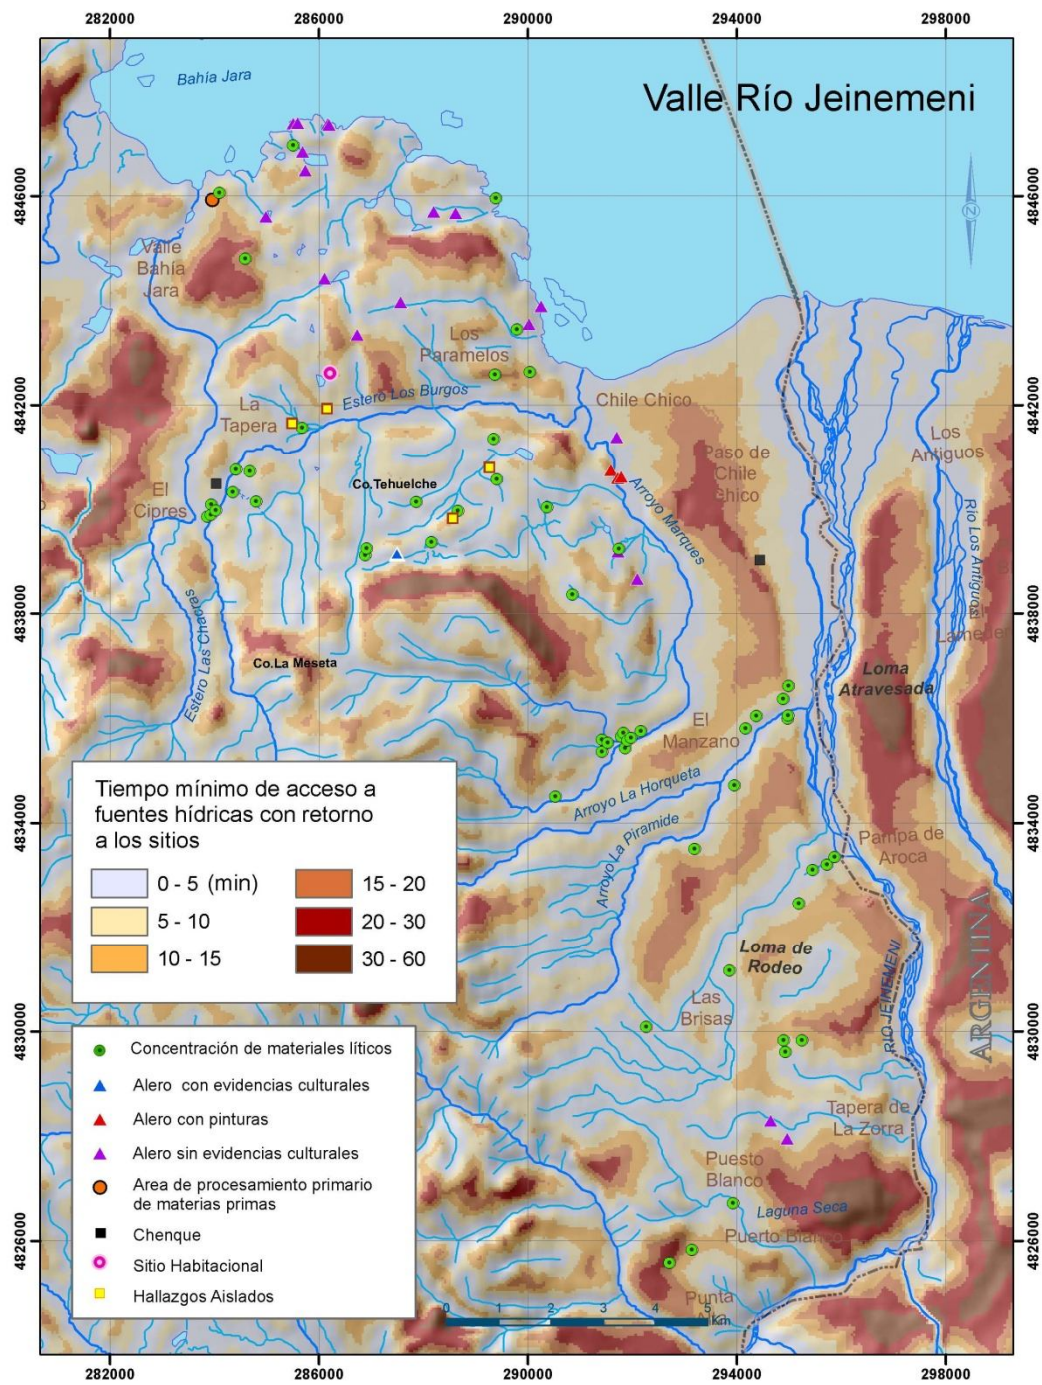 282000 286000 290000 294000 298000
Bahía Jara
Valle Río Jeinemeni
4846000
4846000
Valle
Bahía
Jara
Los
Paramelos
Estero Los Burgos
4842000
4842000
La
Tapera
Chile Chico
Los
Antiguos
Paso de
Chile
Chico
El
Cipres
Co.Tehuelche
Arroyo Marques
Río Los Antiguos
4838000
4838000
Estero Las Chacras
Co.La Meseta
Loma
Atravesada
El
Manzano
Arroyo La Horqueta
Arroyo La Piramide
4834000
4834000
Pampa de
Aroca
Tiempo mínimo de acceso a
fuentes hídricas con retorno
a los sitios
0 - 5 (min)
15 - 20
5 - 10
20 - 30
10 - 15
30 - 60
Loma de
Rodeo
Las
Brisas
RIO JEINEMENI
ARGENTINA
4830000
4830000
Concentración de materiales líticos
Alero con evidencias culturales
Alero con pinturas
Alero sin evidencias culturales
Area de procesamiento primario
de materias primas
Chenque
Sitio Habitacional
Hallazgos Aislados
Tapera de
La Zorra
Puesto
Blanco
Laguna Seca
Puerto Blanco
4826000
4826000
Punta
0 1 2 3 4 5
Km
282000 286000 290000 294000 298000